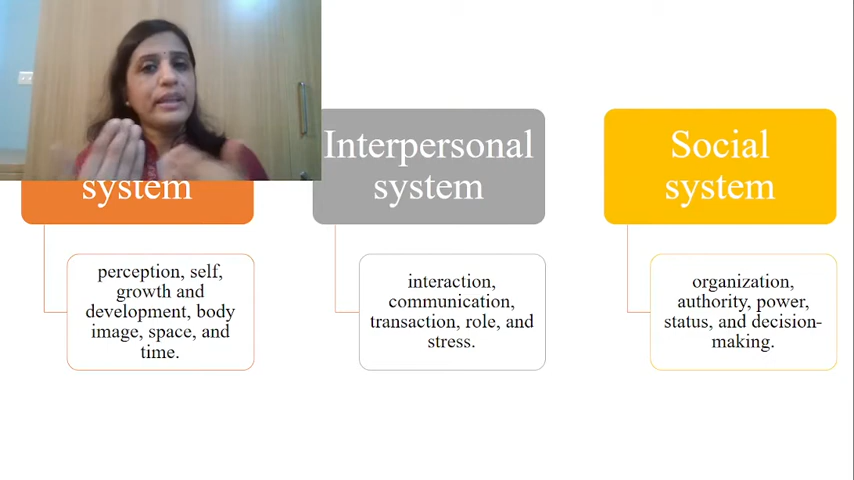 system
perception, self,
growth and
development, body
image, space, and
time.
Interpersonal
system
interaction,
communication,
transaction, role, and
stress.
Social
system
organization,
authority, power,
status, and decision-
making.